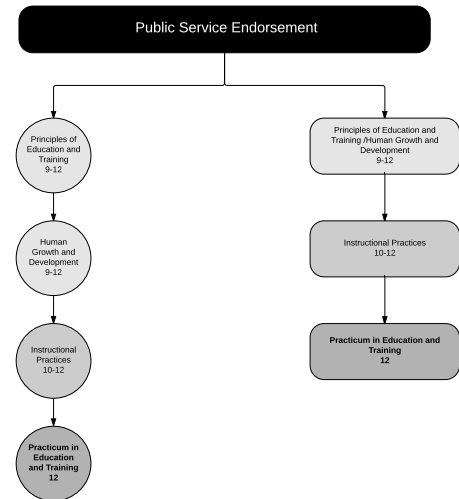 Public Service Endorsement
Principles of
Education and
Training
9-12
Human
Growth and
Development
9-12
Instructional
Practices
10-12
Practicum in
Education
and Training
12
Principles of Education and
Training /Human Growth and
Development
9-12
Instructional Practices
10-12
Practicum in Education and
Training
12